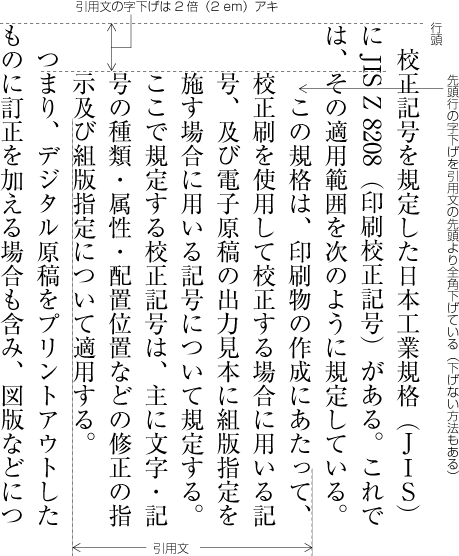 引用文の字下げは２倍（２em）アキ
行頭
先頭行の字下げを引用文の先頭より全角下げている（下げない方法もある）
校正記号を規定した日本工業規格（ＪＩＳ）
に JIS Z 8208（印刷校正記号）がある。これで
は、その適用範囲を次のように規定している。
この規格は、印刷物の作成にあたって、
校正刷を使用して校正する場合に用いる記
号、及び電子原稿の出力見本に組版指定を
施す場合に用いる記号について規定する。
ここで規定する校正記号は、主に文字・記
号の種類・属性・配置位置などの修正の指
示及び組版指定について適用する。
つまり、デジタル原稿をプリントアウトした
ものに訂正を加える場合も含み、図版などにつ
引用文